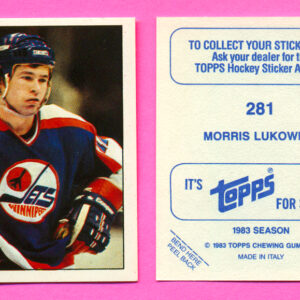 JETS
WINNIPEG
TO COLLECT YOUR STICK
Ask your dealer for th
TOPPS Hockey Sticker A
281
MORRIS LUKOW
IT'S topps®
FOR S
1983 SEASON
© 1983 TOPPS CHEWING GUM
MADE IN ITALY
BEND HERE
PEEL BACK